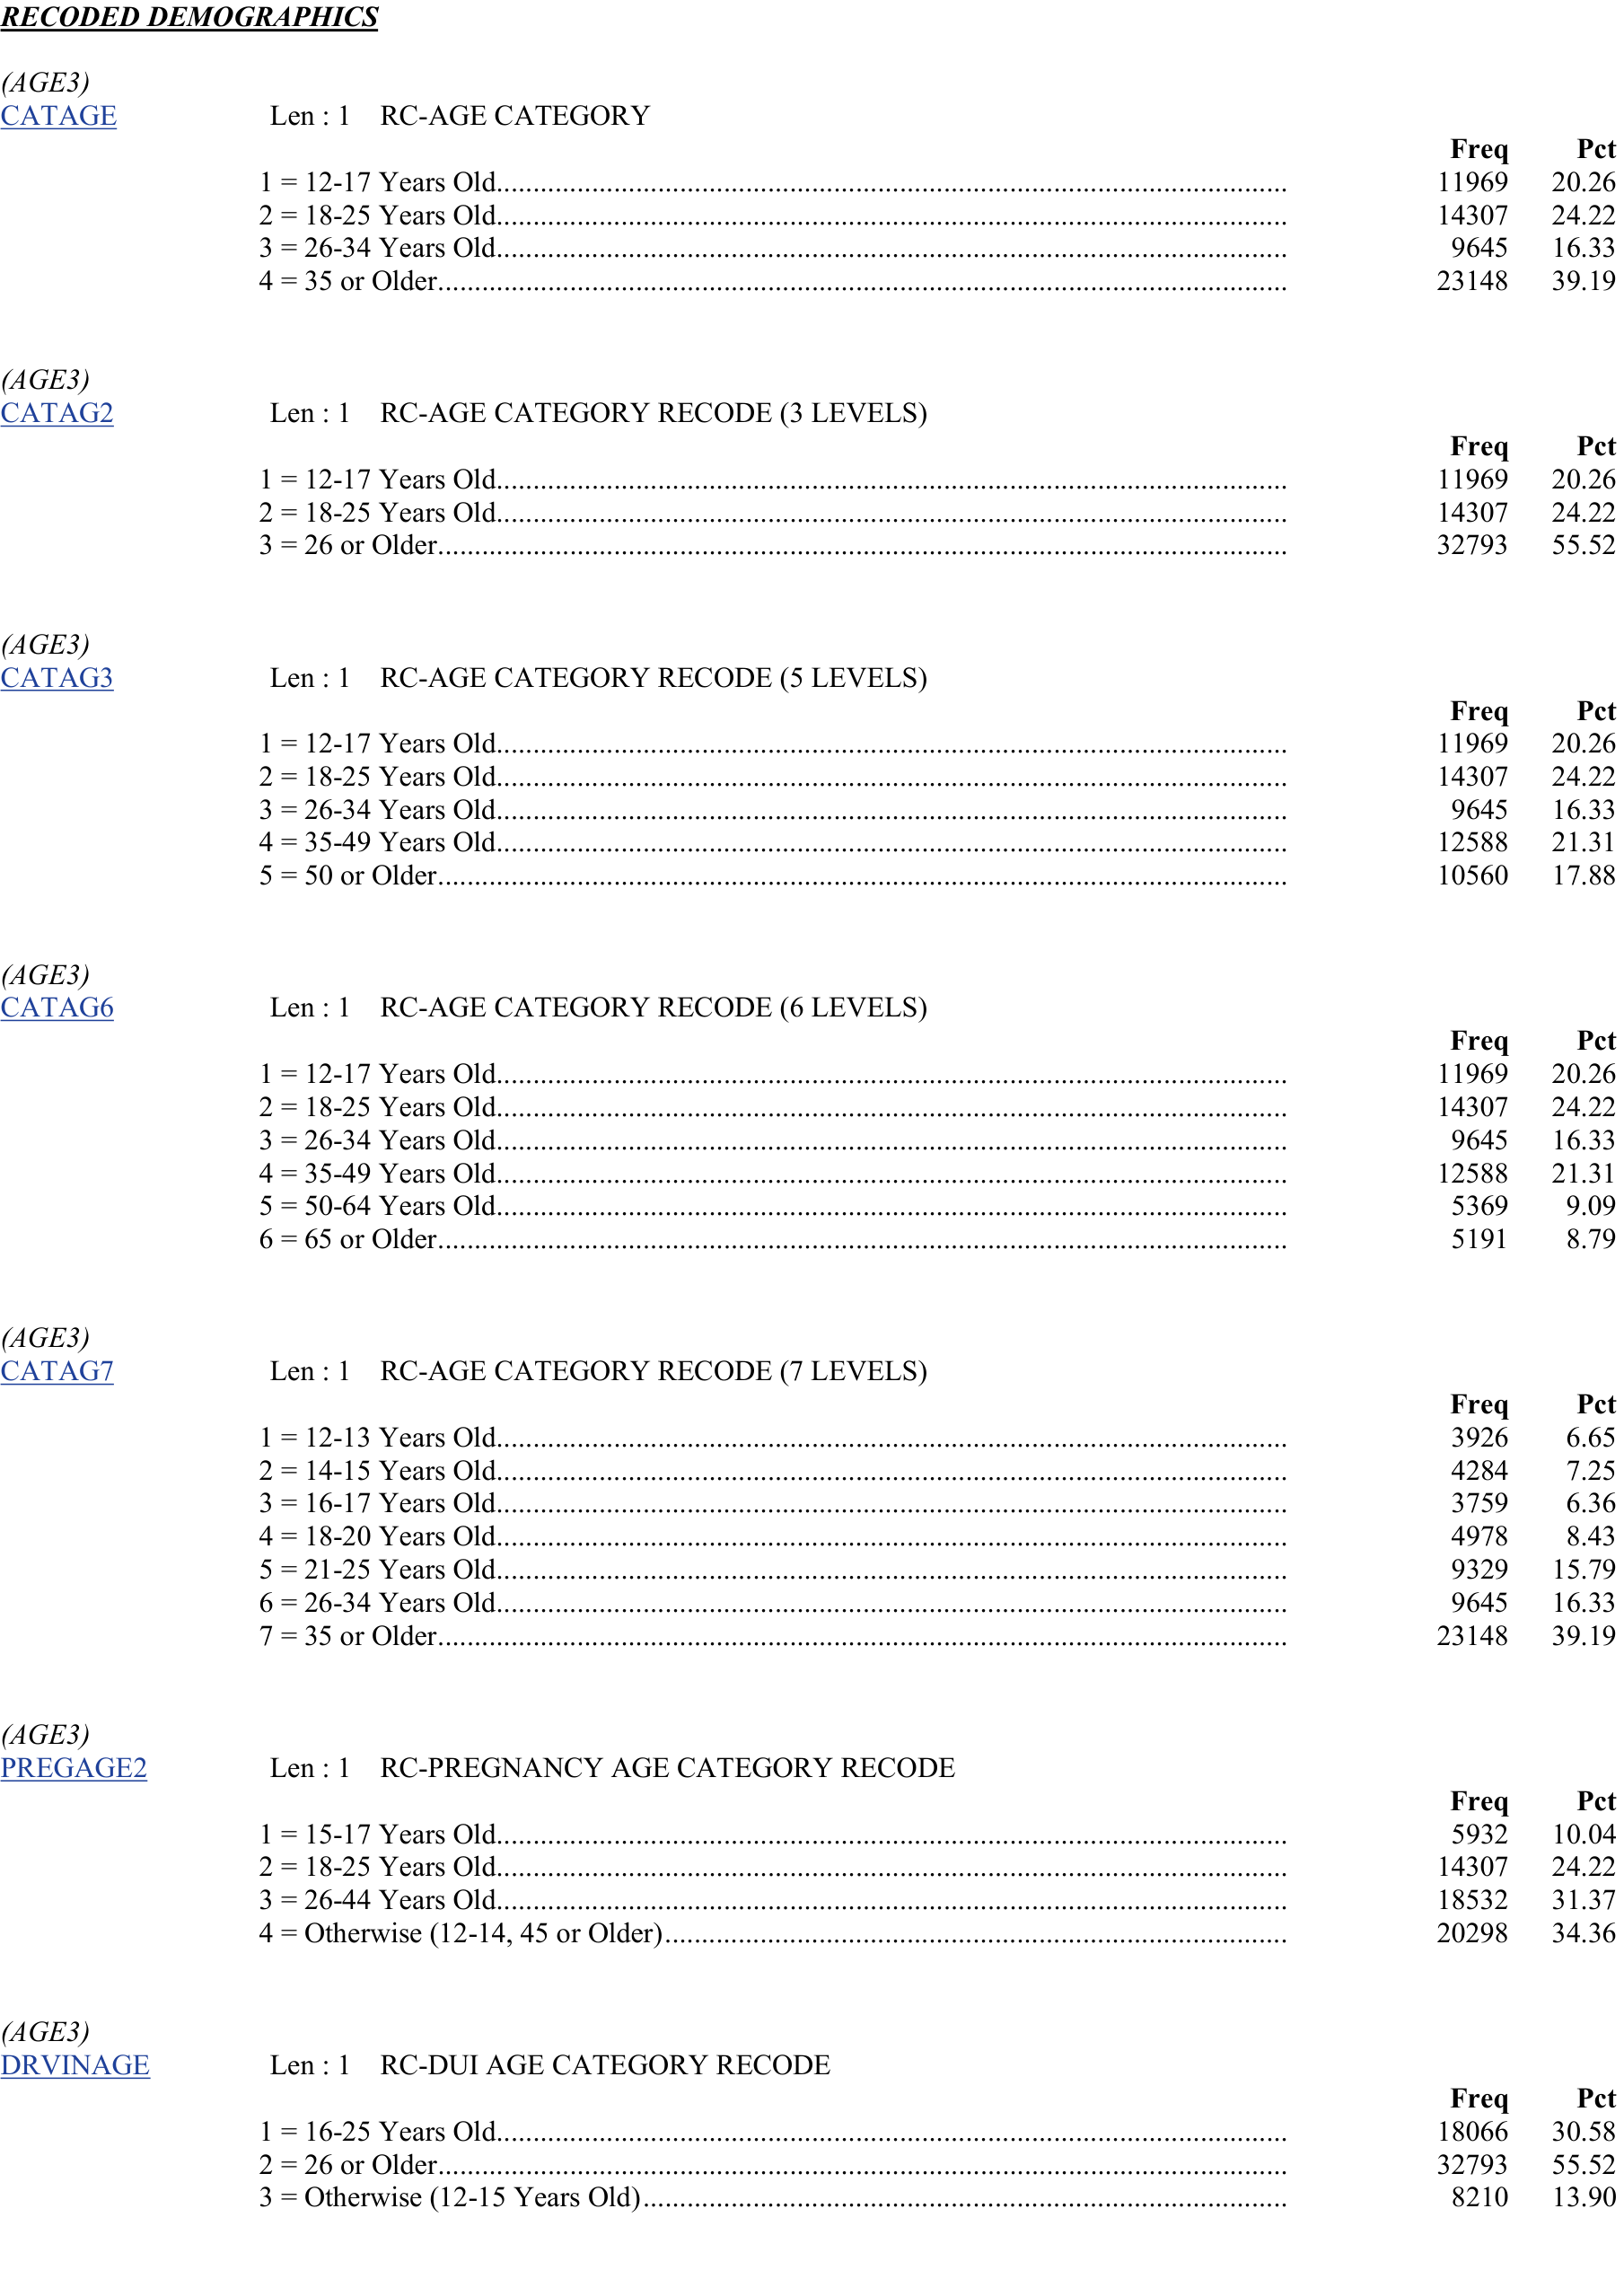 RECODED DEMOGRAPHICS
(AGE3)
CATAGE Len : 1 RC-AGE CATEGORY
Freq Pct
1 = 12-17 Years Old.......... 11969 20.26
2 = 18-25 Years Old.......... 14307 24.22
3 = 26-34 Years Old.......... 9645 16.33
4 = 35 or Older.......... 23148 39.19
(AGE3)
CATAG2 Len : 1 RC-AGE CATEGORY RECODE (3 LEVELS)
Freq Pct
1 = 12-17 Years Old.......... 11969 20.26
2 = 18-25 Years Old.......... 14307 24.22
3 = 26 or Older.......... 32793 55.52
(AGE3)
CATAG3 Len : 1 RC-AGE CATEGORY RECODE (5 LEVELS)
Freq Pct
1 = 12-17 Years Old.......... 11969 20.26
2 = 18-25 Years Old.......... 14307 24.22
3 = 26-34 Years Old.......... 9645 16.33
4 = 35-49 Years Old.......... 12588 21.31
5 = 50 or Older.......... 10560 17.88
(AGE3)
CATAG6 Len : 1 RC-AGE CATEGORY RECODE (6 LEVELS)
Freq Pct
1 = 12-17 Years Old.......... 11969 20.26
2 = 18-25 Years Old.......... 14307 24.22
3 = 26-34 Years Old.......... 9645 16.33
4 = 35-49 Years Old.......... 12588 21.31
5 = 50-64 Years Old.......... 5369 9.09
6 = 65 or Older.......... 5191 8.79
(AGE3)
CATAG7 Len : 1 RC-AGE CATEGORY RECODE (7 LEVELS)
Freq Pct
1 = 12-13 Years Old.......... 3926 6.65
2 = 14-15 Years Old.......... 4284 7.25
3 = 16-17 Years Old.......... 3759 6.36
4 = 18-20 Years Old.......... 4978 8.43
5 = 21-25 Years Old.......... 9329 15.79
6 = 26-34 Years Old.......... 9645 16.33
7 = 35 or Older.......... 23148 39.19
(AGE3)
PREGAGE2 Len : 1 RC-PREGNANCY AGE CATEGORY RECODE
Freq Pct
1 = 15-17 Years Old.......... 5932 10.04
2 = 18-25 Years Old.......... 14307 24.22
3 = 26-44 Years Old.......... 18532 31.37
4 = Otherwise (12-14, 45 or Older).......... 20298 34.36
(AGE3)
DRVINAGE Len : 1 RC-DUI AGE CATEGORY RECODE
Freq Pct
1 = 16-25 Years Old.......... 18066 30.58
2 = 26 or Older.......... 32793 55.52
3 = Otherwise (12-15 Years Old).......... 8210 13.90